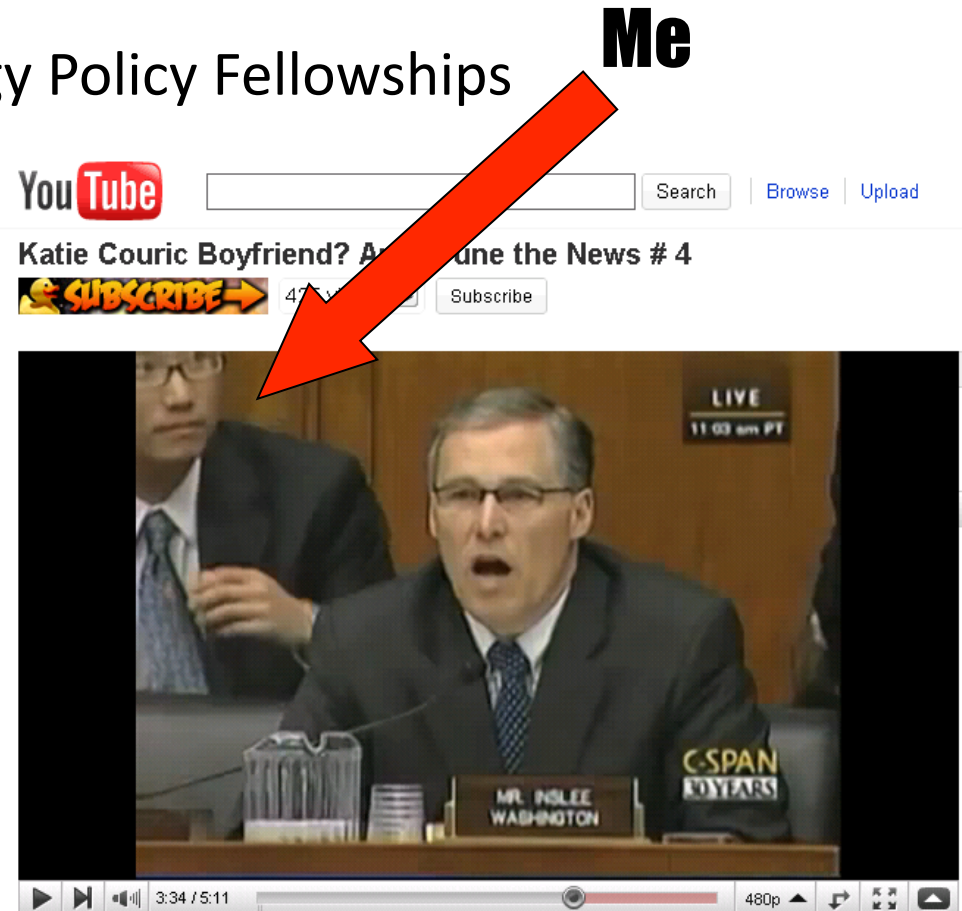 Me
gy Policy Fellowships
YouTube
Search Browse Upload
Katie Couric Boyfriend? une the News # 4
SUBSCRIBE Subscribe
LIVE
11 03 am PT
C-SPAN
30 YEARS
MR. INSLEE
WASHINGTON
3:34 / 5:11 480p